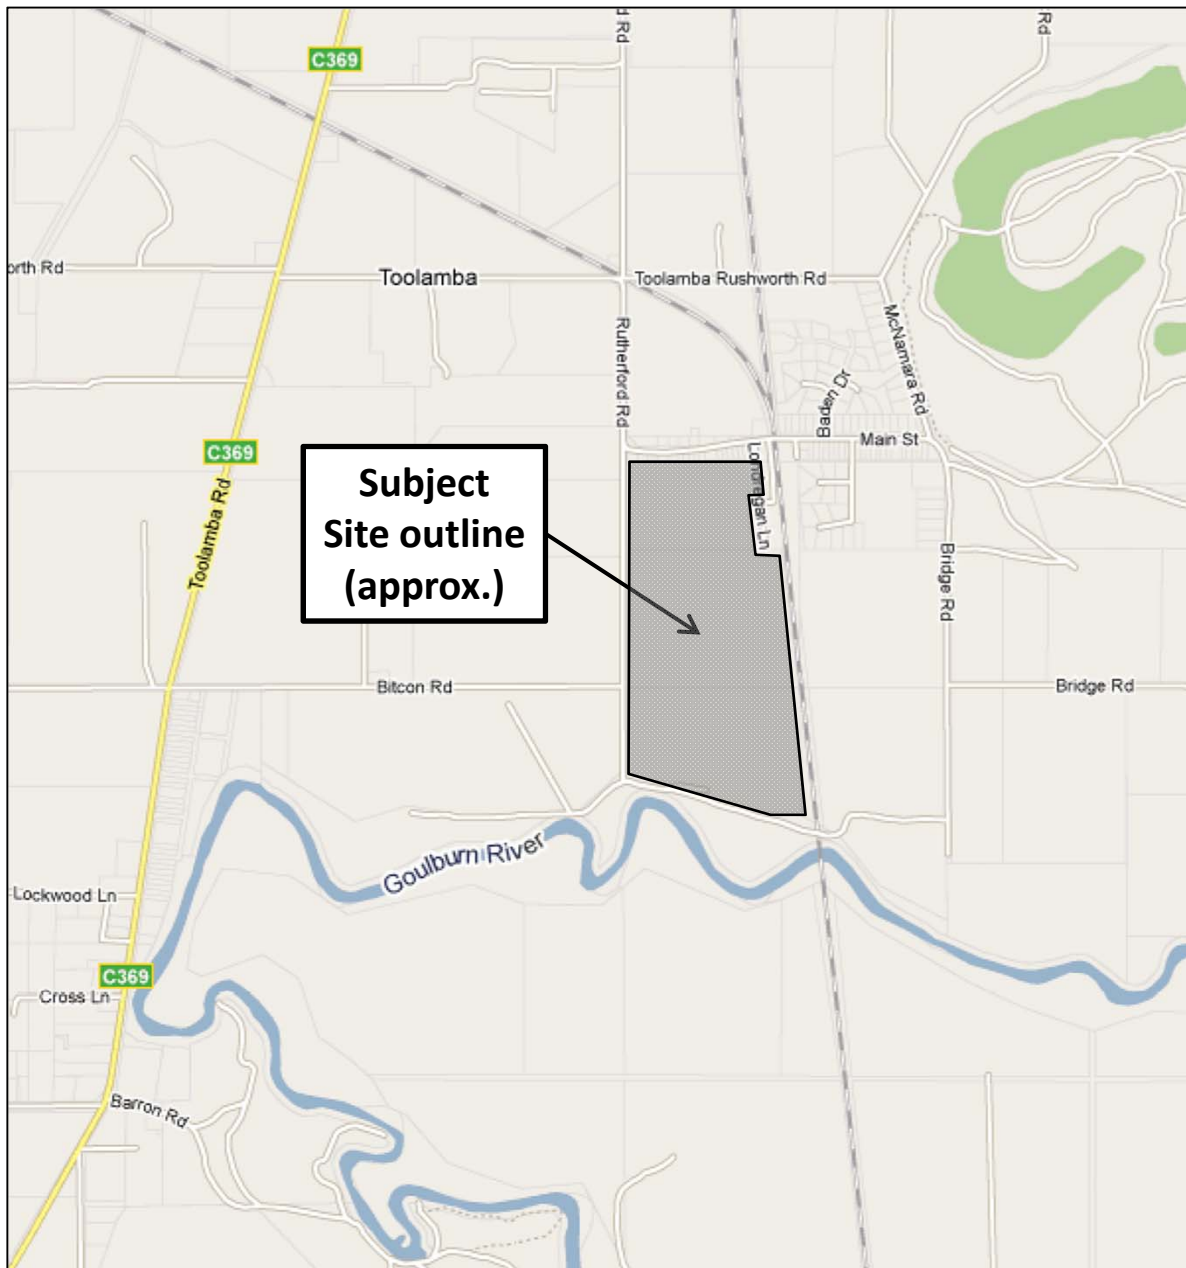 d Rd
Rd
C369
orth Rd
Toolamba
Toolamba Rushworth Rd
Rutherford Rd
McNamara Rd
Baden Dr
Main St
C369
Toolamba Rd
Londregan Ln
Subject
Site outline
(approx.)
Bridge Rd
Bitcon Rd
Bridge Rd
Goulburn River
Lockwood Ln
C369
Cross Ln
Barron Rd